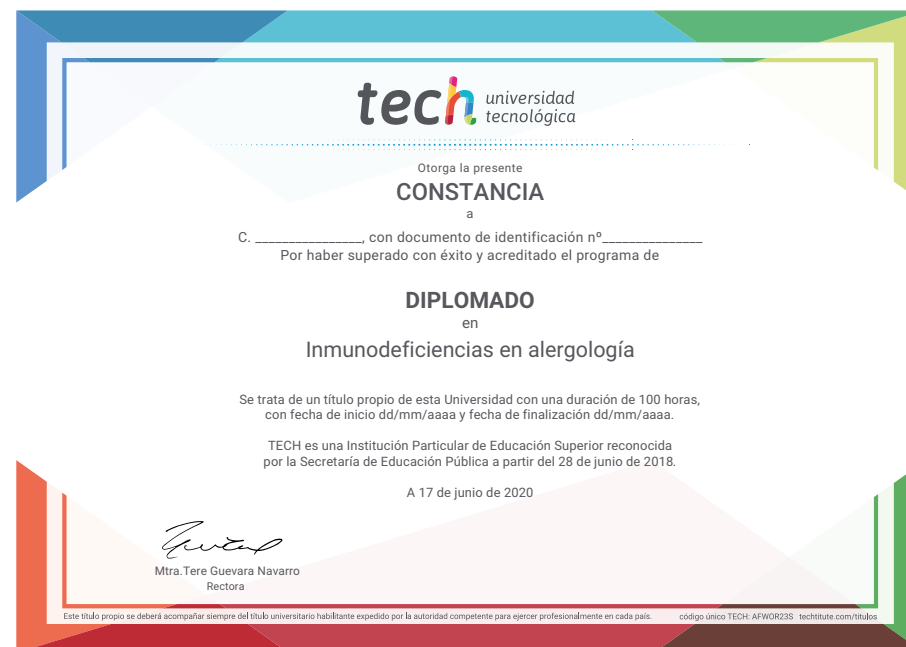 tech universidad
tecnológica
Otorga la presente
CONSTANCIA
a
C. ________________, con documento de identificación nº_______________
Por haber superado con éxito y acreditado el programa de
DIPLOMADO
en
Inmunodeficiencias en alergología
Se trata de un título propio de esta Universidad con una duración de 100 horas,
con fecha de inicio dd/mm/aaaa y fecha de finalización dd/mm/aaaa.
TECH es una Institución Particular de Educación Superior reconocida
por la Secretaría de Educación Pública a partir del 28 de junio de 2018.
A 17 de junio de 2020
Mtra.Tere Guevara Navarro
Rectora
Este título propio se deberá acompañar siempre del título universitario habilitante expedido por la autoridad competente para ejercer profesionalmente en cada país. código único TECH: AFWOR23S techtitute.com/titulos